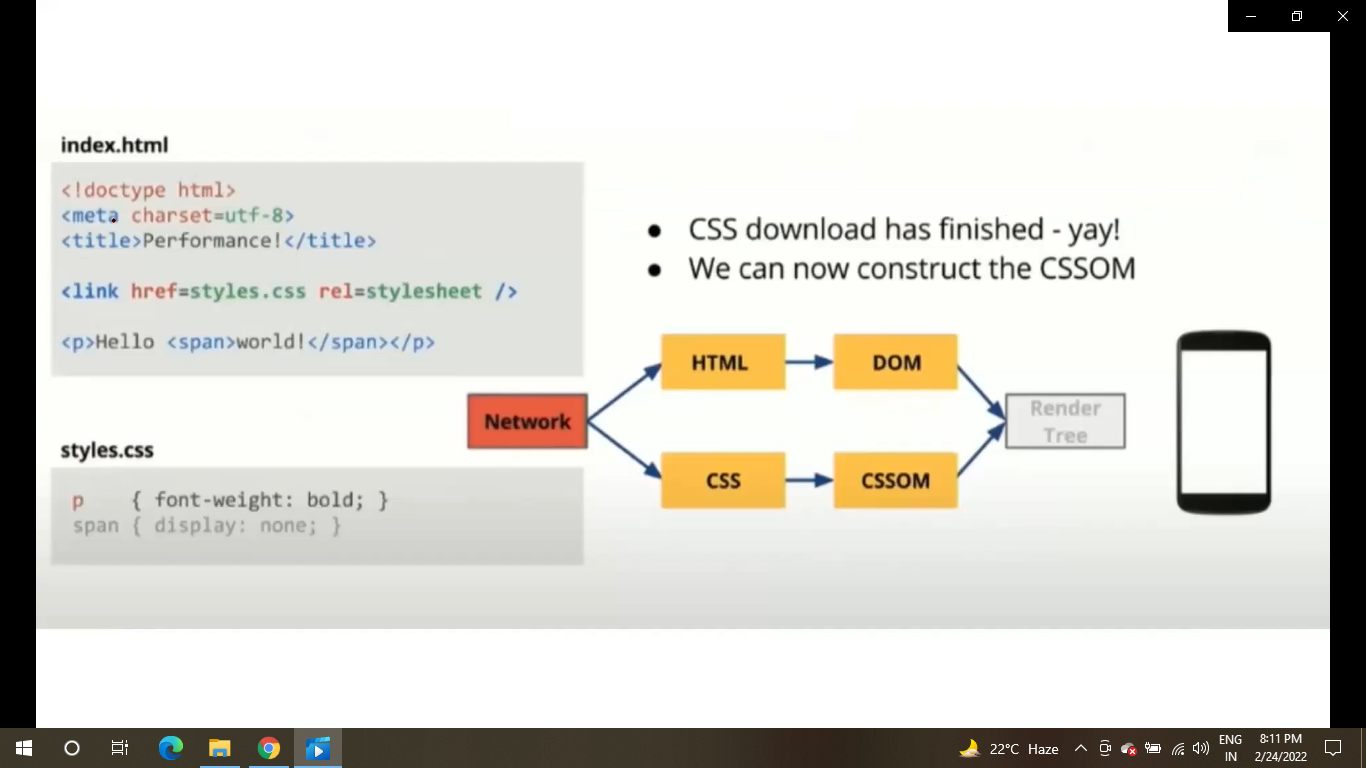 index.html
<!doctype html>
<meta charset=utf-8>
<title>Performance!</title>
<link href=styles.css rel=stylesheet />
<p>Hello <span>world!</span></p>
● CSS download has finished - yay!
● We can now construct the CSSOM
HTML
DOM
Network
Render
Tree
CSS
CSSOM
styles.css
p { font-weight: bold; }
span { display: none; }
22°C Haze
ENG
IN
8:11 PM
2/24/2022